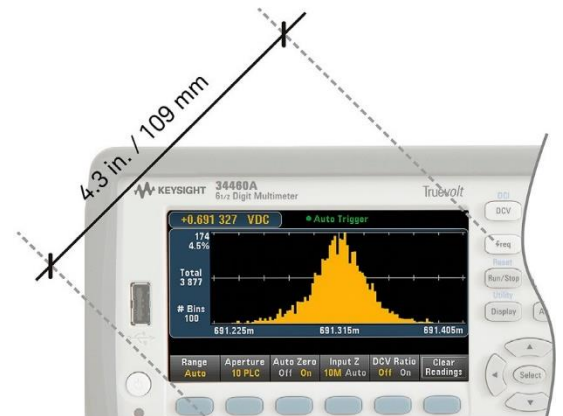 4.3 in. / 109 mm
KEYSIGHT 34460A
6 1/2 Digit Multimeter
Truevolt
DCI
DCV
+0.691 327 VDC
Auto Trigger
Freq
174
4.5%
Reset
Run/Stop
Total
3 877
Utility
Display A
# Bins
100
691.225m 691.315m 691.405m
Range Aperture Auto Zero Input Z DCV Ratio Clear
Auto 10 PLC Off On 10M Auto Off On Readings
Select